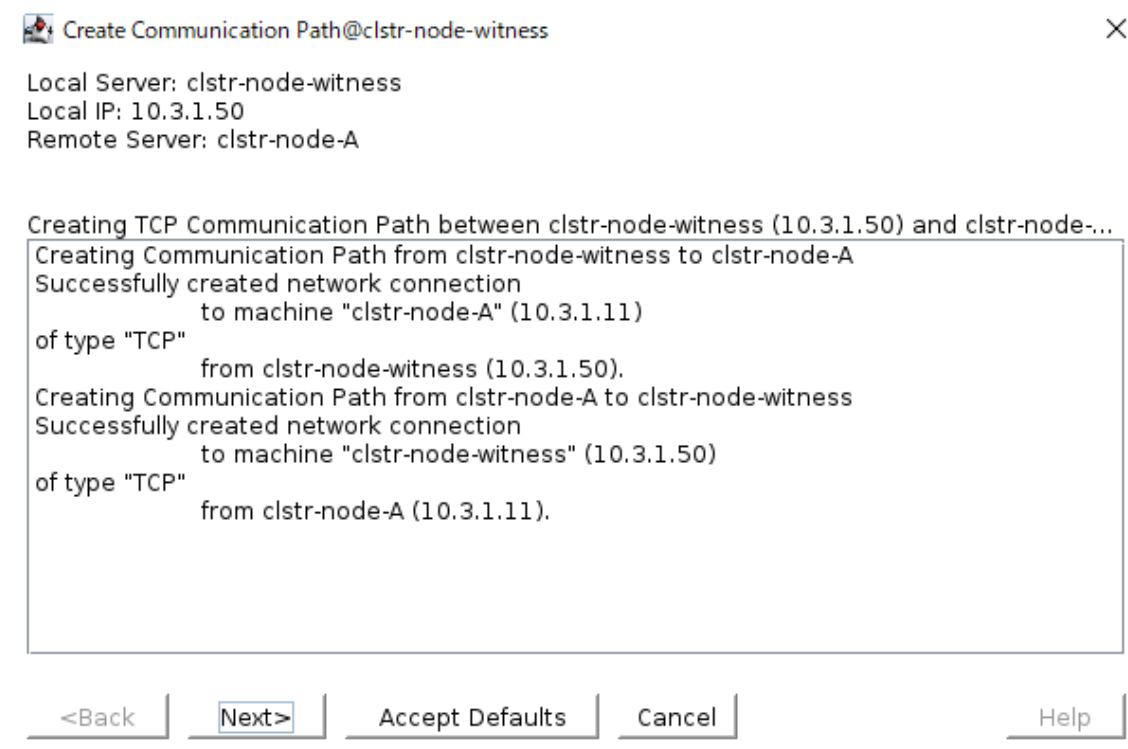 Create Communication Path@clstr-node-witness
Local Server: clstr-node-witness
Local IP: 10.3.1.50
Remote Server: clstr-node-A
Creating TCP Communication Path between clstr-node-witness (10.3.1.50) and clstr-node-...
Creating Communication Path from clstr-node-witness to clstr-node-A
Successfully created network connection
to machine "clstr-node-A" (10.3.1.11)
of type "TCP"
from clstr-node-witness (10.3.1.50).
Creating Communication Path from clstr-node-A to clstr-node-witness
Successfully created network connection
to machine "clstr-node-witness" (10.3.1.50)
of type "TCP"
from clstr-node-A (10.3.1.11).
<Back Next> Accept Defaults Cancel Help